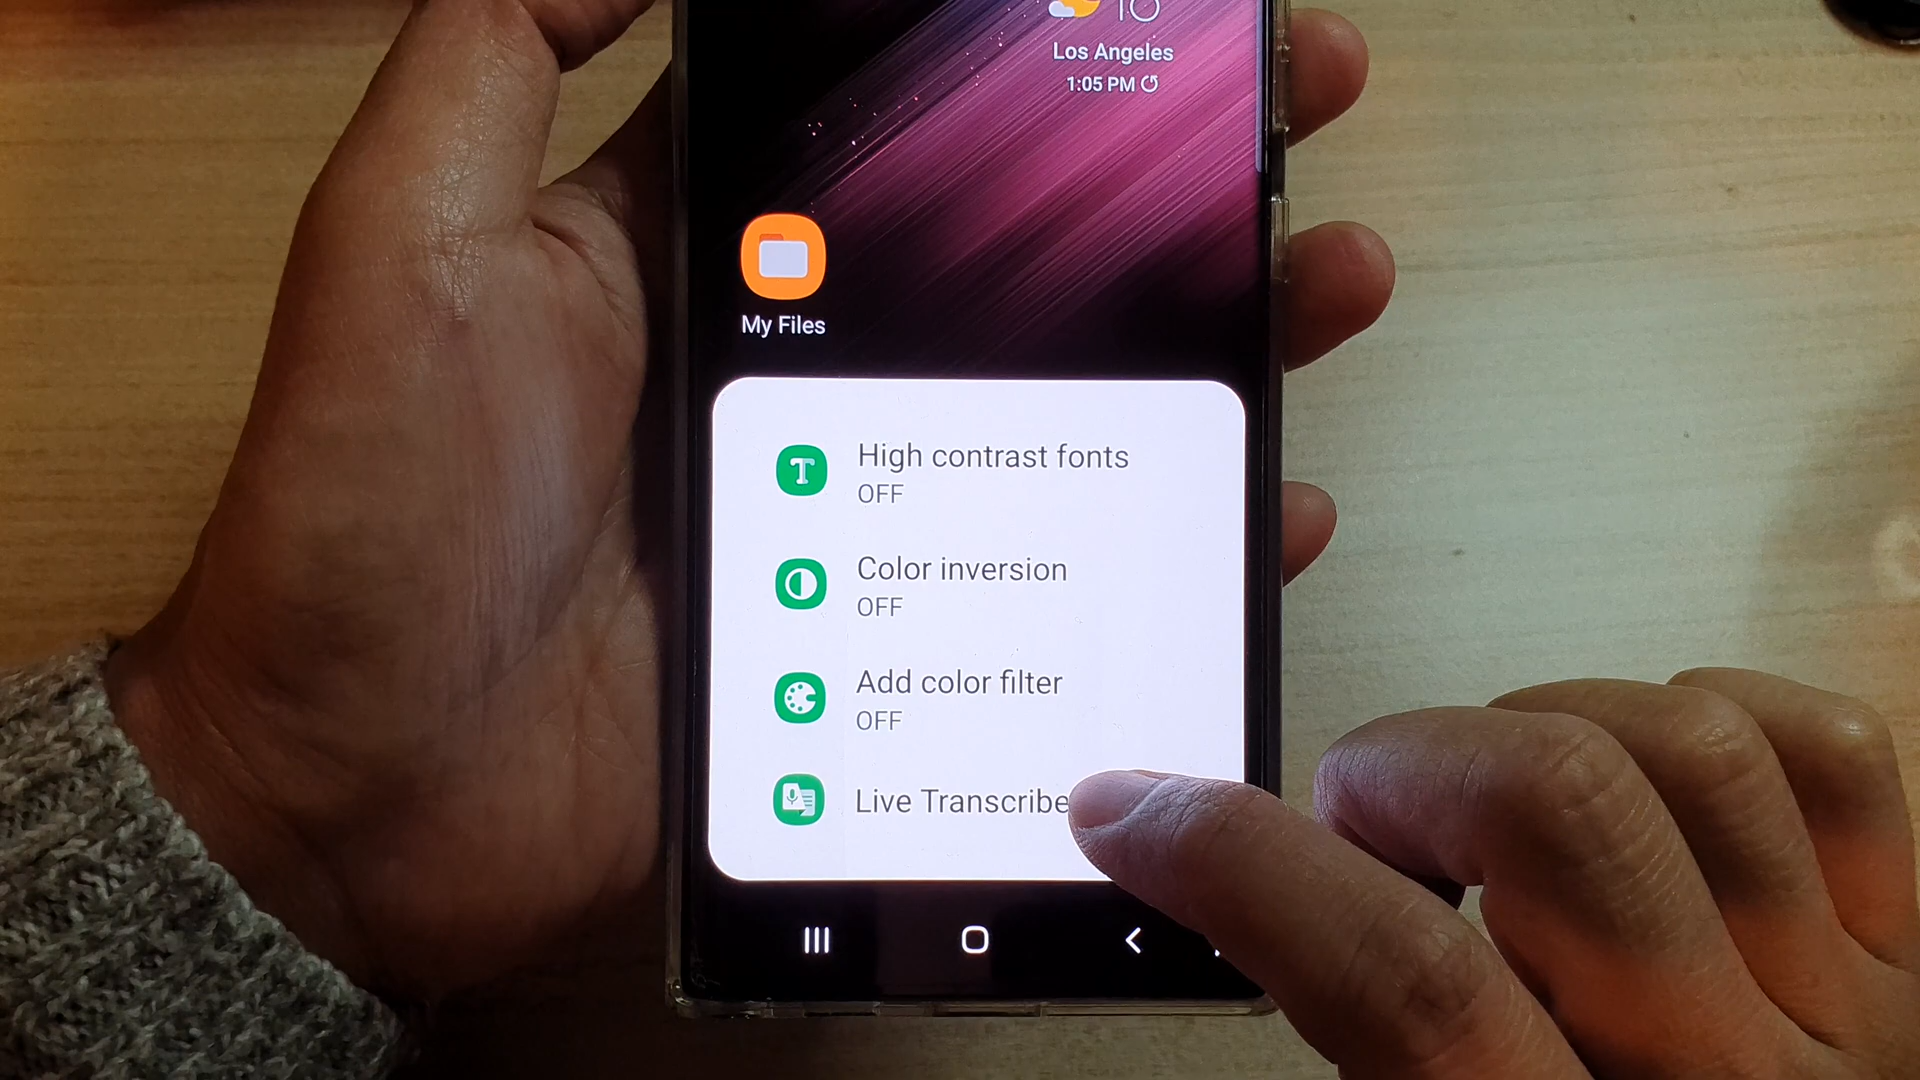 Los Angeles
1:05 PM
My Files
High contrast fonts
OFF
Color inversion
OFF
Add color filter
OFF
Live Transcribe